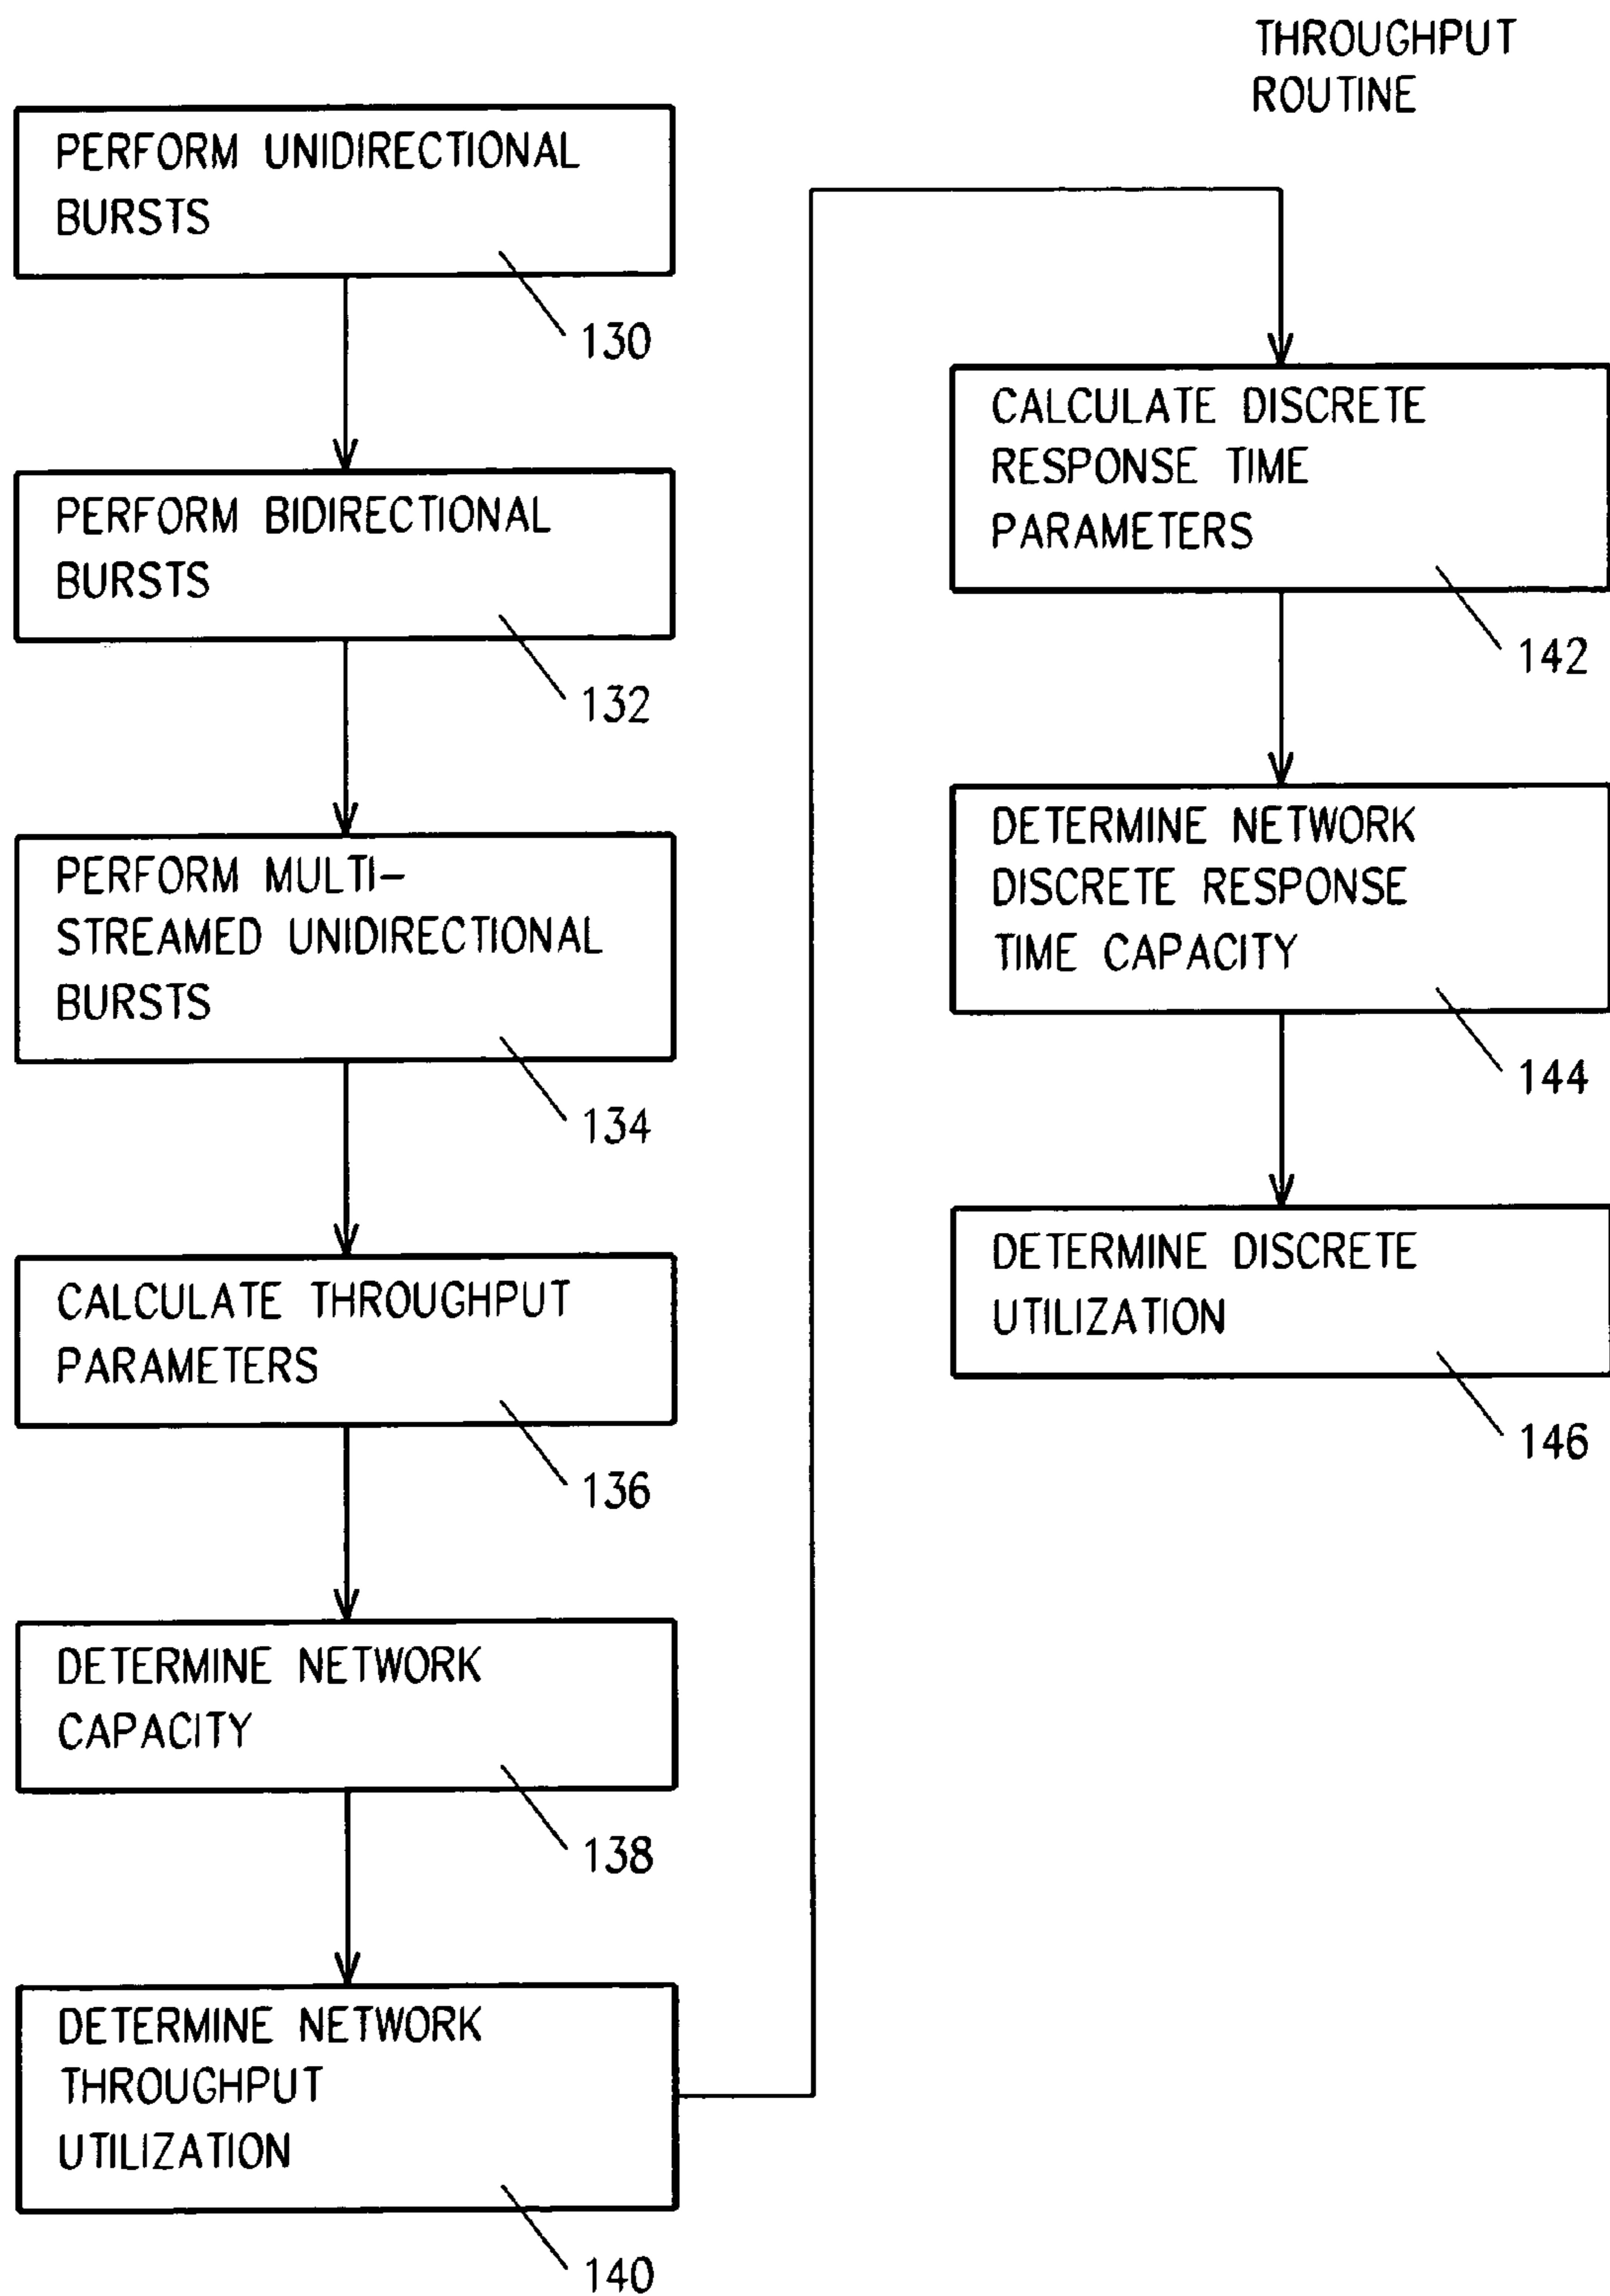 THROUGHPUT
ROUTINE
PERFORM UNIDIRECTIONAL
BURSTS
130
PERFORM BIDIRECTIONAL
BURSTS
132
PERFORM MULTI-
STREAMED UNIDIRECTIONAL
BURSTS
134
CALCULATE THROUGHPUT
PARAMETERS
136
DETERMINE NETWORK
CAPACITY
138
DETERMINE NETWORK
THROUGHPUT
UTILIZATION
140
CALCULATE DISCRETE
RESPONSE TIME
PARAMETERS
142
DETERMINE NETWORK
DISCRETE RESPONSE
TIME CAPACITY
144
DETERMINE DISCRETE
UTILIZATION
146